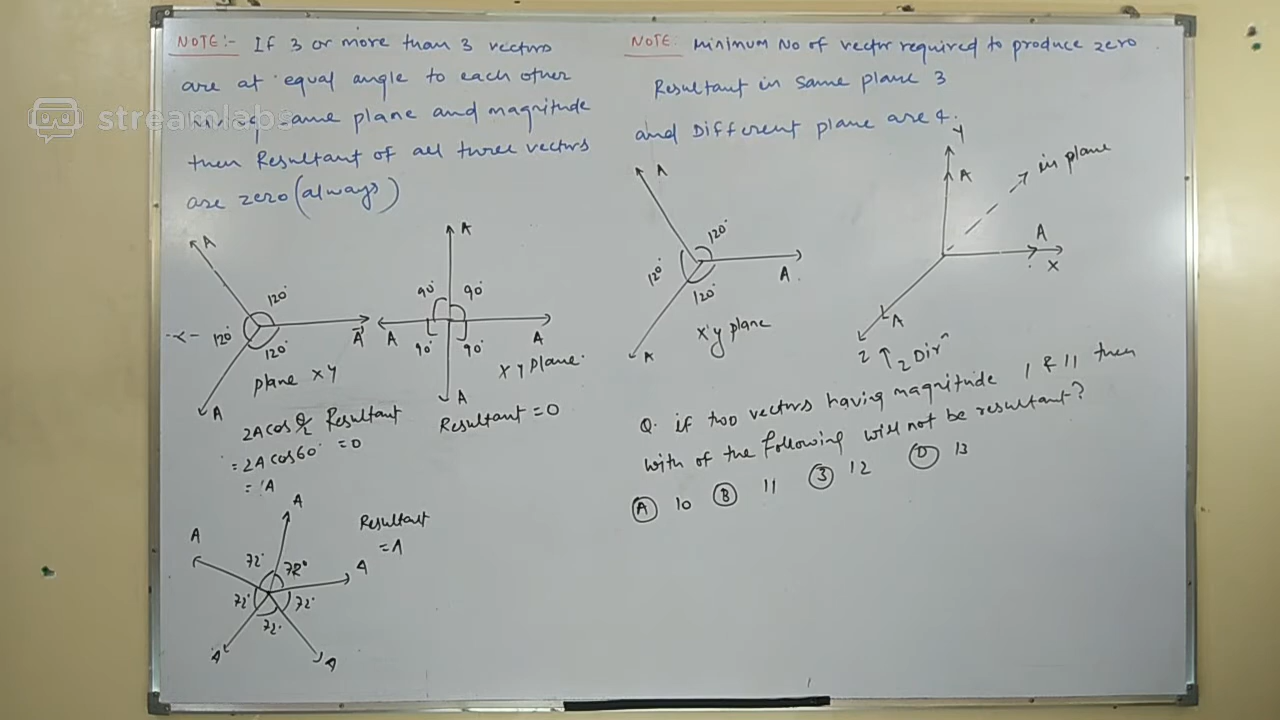 NOTE:- If 3 or more than 3 vectors
are at equal angle to each other
same plane and magnitude
then Resultant of all three vectors
are zero (always)
streamlabs
A
120°
120°
120°
A
A
plane xy
2A cos θ/2 Resultant
= 2A cos60° = 0
= A
A
90°
90°
A
A
90°
90°
A
XY plane.
Resultant = 0
A
A
72°
72°
A
72°
72°
72°
A
A
Resultant
= A
NOTE: Minimum No of vector required to produce zero
Resultant in same plane 3
and Different plane are 4.
A
120°
120°
120°
A
A
x'y plane
Y
A
in plane
A
X
A
Z
2 Dirⁿ
Q. if two vectors having magnitude 1 & 11 then
with of the following will not be resultant?
A 10 B 11 3 12 D 13